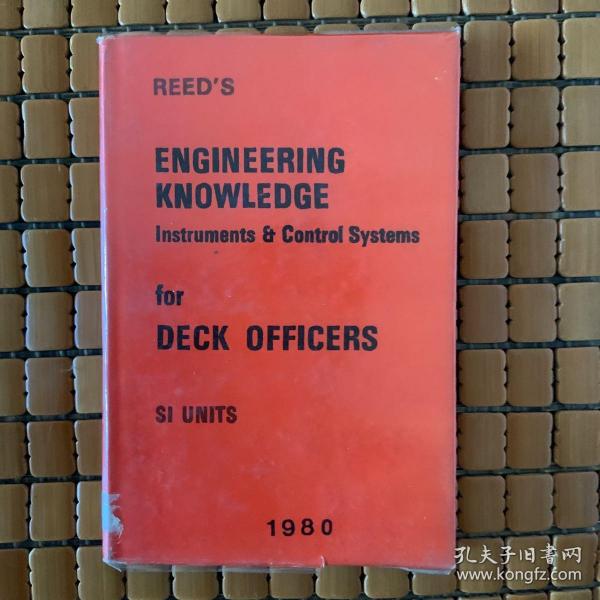 REED'S
ENGINEERING
KNOWLEDGE
Instruments & Control Systems
for
DECK OFFICERS
SI UNITS
1980
孔夫子旧书网
www.kongfz.com